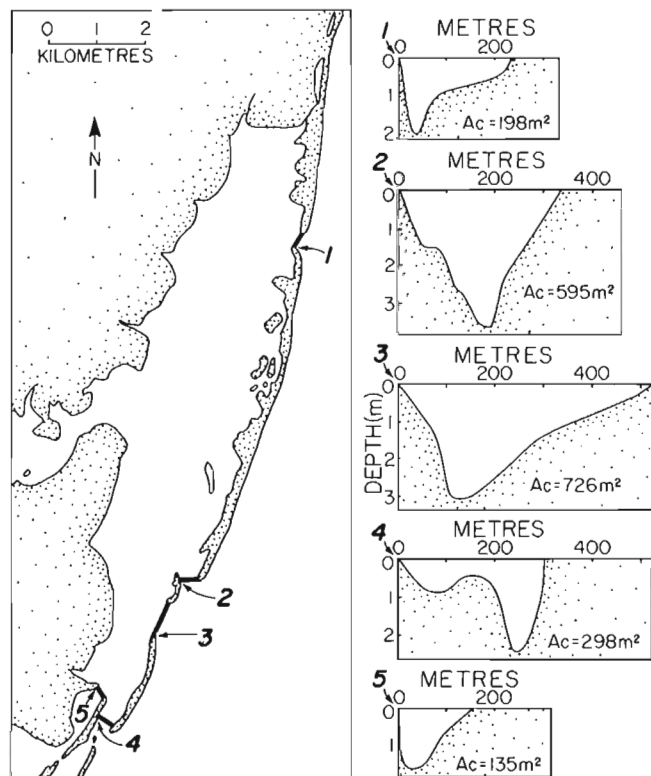 0 1 2
KILOMETRES
N
1
2
3
5
4
1 METRES
0 200
0
1
2
Ac=198m²
METRES
2
0 200 400
0
1
2
3
Ac=595m²
METRES
3
0 200 400
0
1
2
3
DEPTH(m)
Ac=726m²
METRES
4
0 200 400
0
1
2
Ac=298m²
5 METRES
0 200
0
1
Ac=135m²